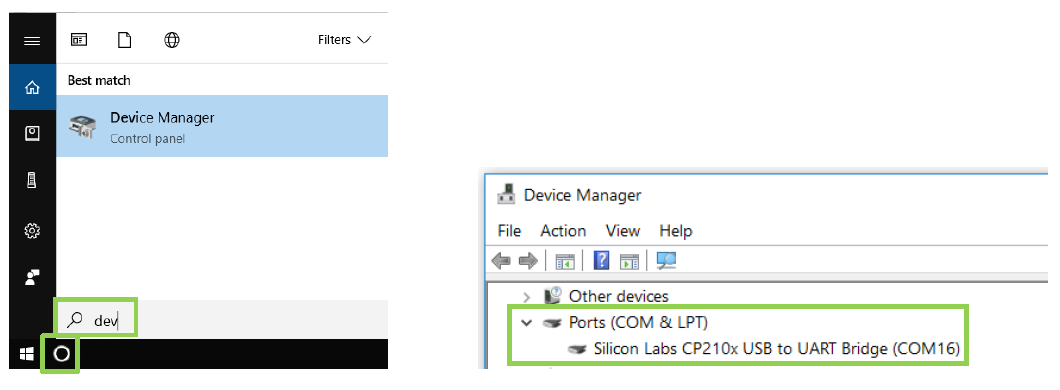 Filters
Best match
Device Manager
Control panel
dev
Device Manager
File Action View Help
Other devices
Ports (COM & LPT)
Silicon Labs CP210x USB to UART Bridge (COM16)